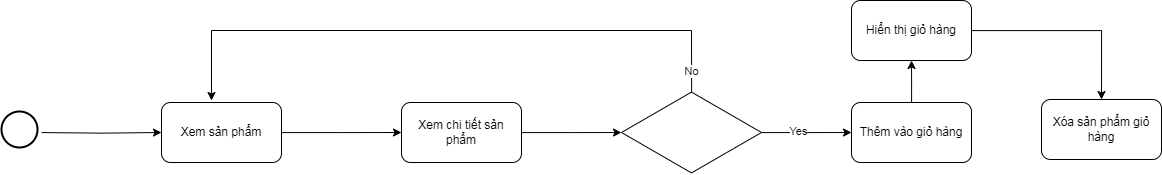 Hiển thị giỏ hàng
No
Xem sản phẩm
Xem chi tiết sản
phẩm
Yes
Thêm vào giỏ hàng
Xóa sản phẩm giỏ
hàng